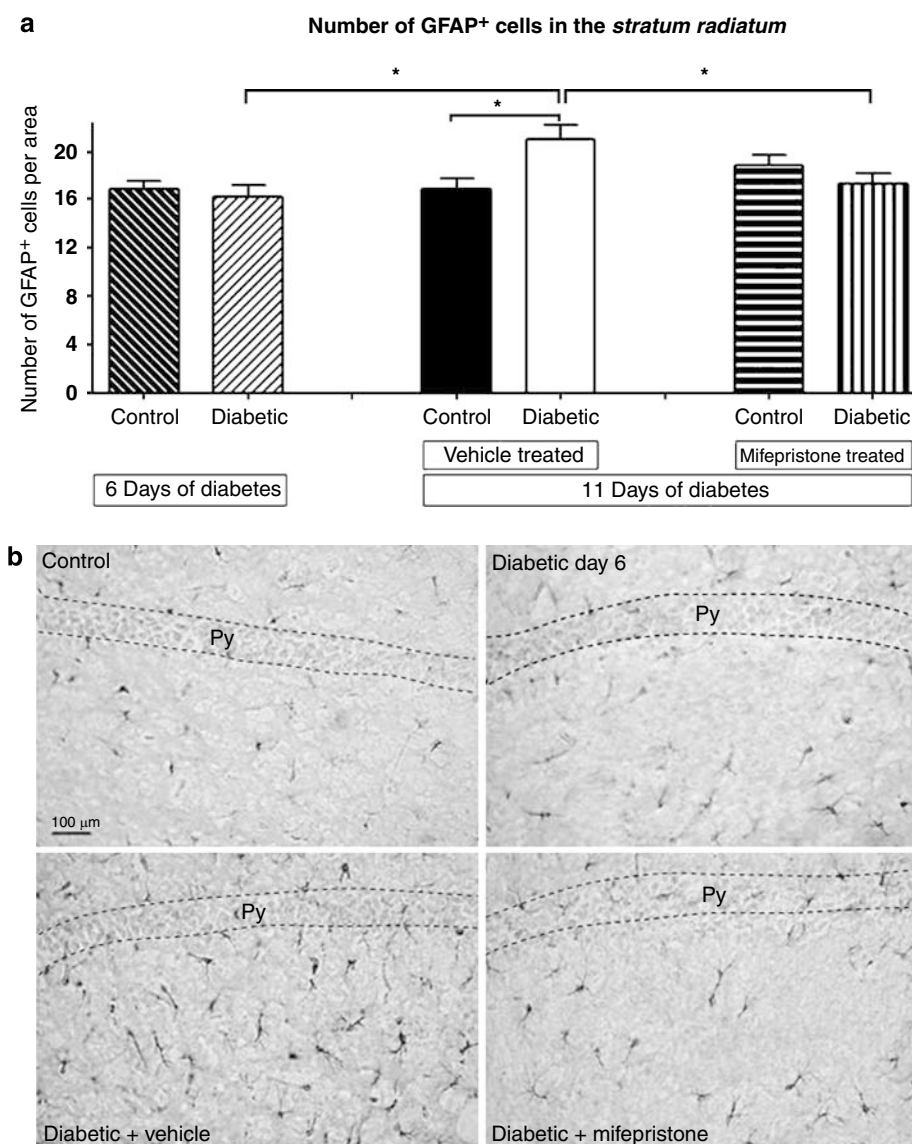 a
Number of GFAP⁺ cells in the stratum radiatum
* *
*
Number of GFAP⁺ cells per area
20
16
12
8
4
0
Control Diabetic Control Diabetic Control Diabetic
Vehicle treated Mifepristone treated
6 Days of diabetes 11 Days of diabetes
b
Control
Py
100 μm
Diabetic day 6
Py
Py
Diabetic + vehicle
Py
Diabetic + mifepristone